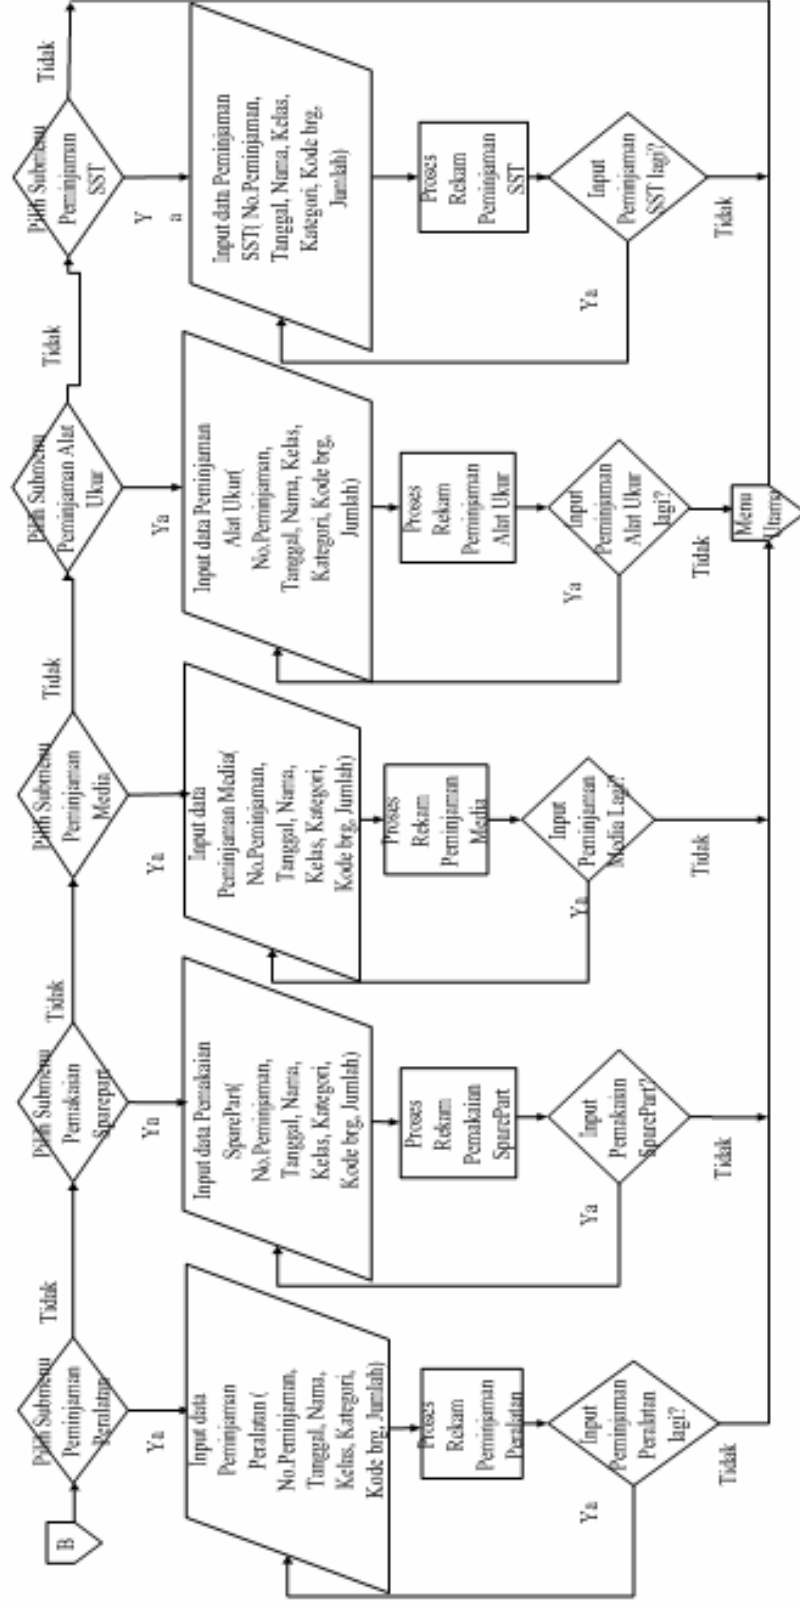 B
Pilih Submenu
Peminjaman
Peralatan
Tidak
Pilih Submenu
Pemakaian
Sparepart
Tidak
Pilih Submenu
Peminjaman
Media
Tidak
Pilih Submenu
Peminjaman Alat
Ukur
Tidak
Pilih Submenu
Peminjaman
SST
Tidak
Ya
Ya
Ya
Ya
Y
a
Input data
Peminjaman
Peralatan (
No.Peminjaman,
Tanggal, Nama,
Kelas, Kategori,
Kode brg, Jumlah)
Input data Pemakaian
SparePart(
No.Peminjaman,
Tanggal, Nama,
Kelas, Kategori,
Kode brg, Jumlah)
Input data
Peminjaman Media(
No.Peminjaman,
Tanggal, Nama,
Kelas, Kategori,
Kode brg, Jumlah)
Input data Peminjaman
Alat Ukur(
No.Peminjaman,
Tanggal, Nama, Kelas,
Kategori, Kode brg,
Jumlah)
Input data Peminjaman
SST( No.Peminjaman,
Tanggal, Nama, Kelas,
Kategori, Kode brg,
Jumlah)
Proses
Rekam
Peminjaman
Peralatan
Proses
Rekam
Pemakaian
SparePart
Proses
Rekam
Peminjaman
Media
Proses
Rekam
Peminjaman
Alat Ukur
Proses
Rekam
Peminjaman
SST
Ya
Input
Peminjaman
Peralatan
lagi?
Tidak
Ya
Input
Pemakaian
SparePart?
Tidak
Ya
Input
Peminjaman
Media Lagi?
Tidak
Ya
Input
Peminjaman
Alat Ukur
lagi?
Tidak
Ya
Input
Peminjaman
SST lagi?
Tidak
Menu
Utama